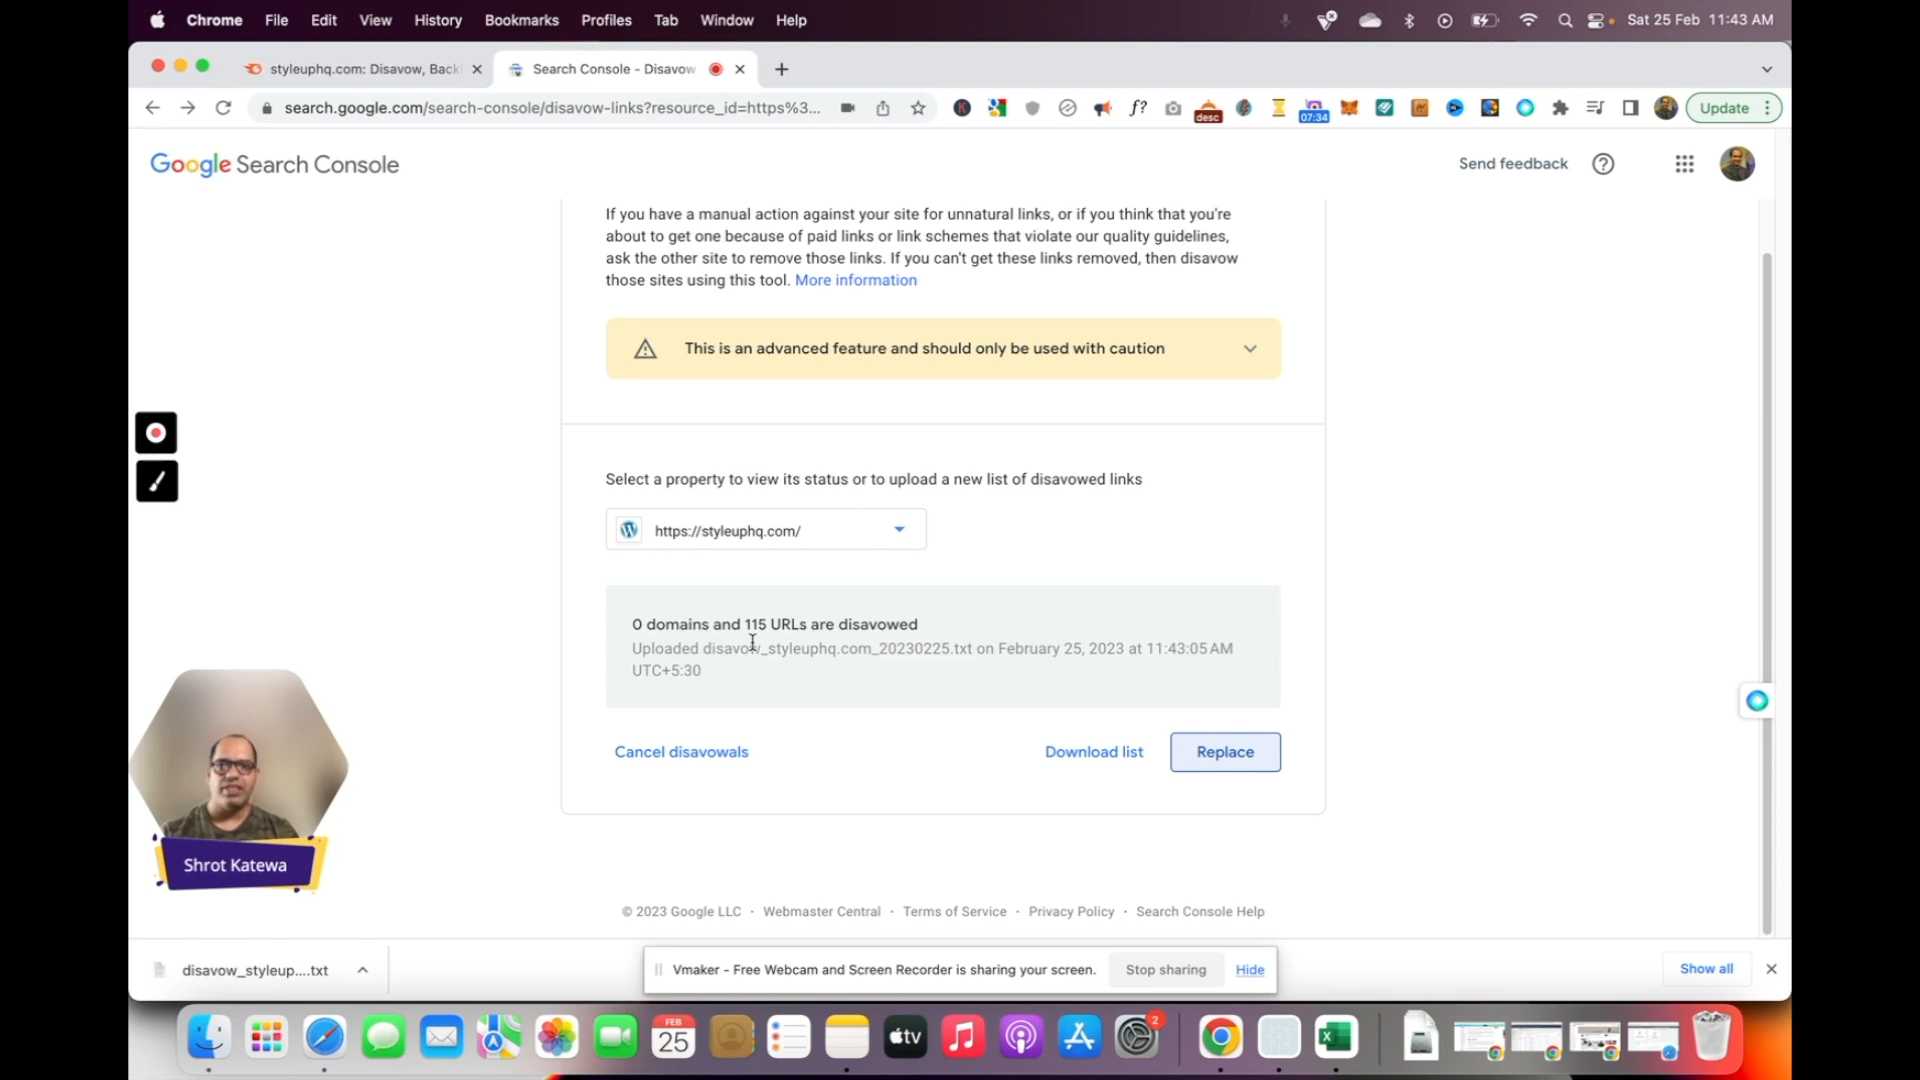 Chrome File Edit View History Bookmarks Profiles Tab Window Help Sat 25 Feb 11:43 AM
styleuphq.com: Disavow, Back Search Console - Disavow
search.google.com/search-console/disavow-links?resource_id=https%3... f? desc 07:34 Update
Google Search Console Send feedback
If you have a manual action against your site for unnatural links, or if you think that you're
about to get one because of paid links or link schemes that violate our quality guidelines,
ask the other site to remove those links. If you can't get these links removed, then disavow
those sites using this tool. More information
This is an advanced feature and should only be used with caution
Select a property to view its status or to upload a new list of disavowed links
https://styleuphq.com/
0 domains and 115 URLs are disavowed
Uploaded disavow_styleuphq.com_20230225.txt on February 25, 2023 at 11:43:05 AM
UTC+5:30
Cancel disavowals Download list Replace
Shrot Katewa
© 2023 Google LLC · Webmaster Central · Terms of Service · Privacy Policy · Search Console Help
disavow_styleup....txt Vmaker - Free Webcam and Screen Recorder is sharing your screen. Stop sharing Hide Show all
FEB
25
tv
2